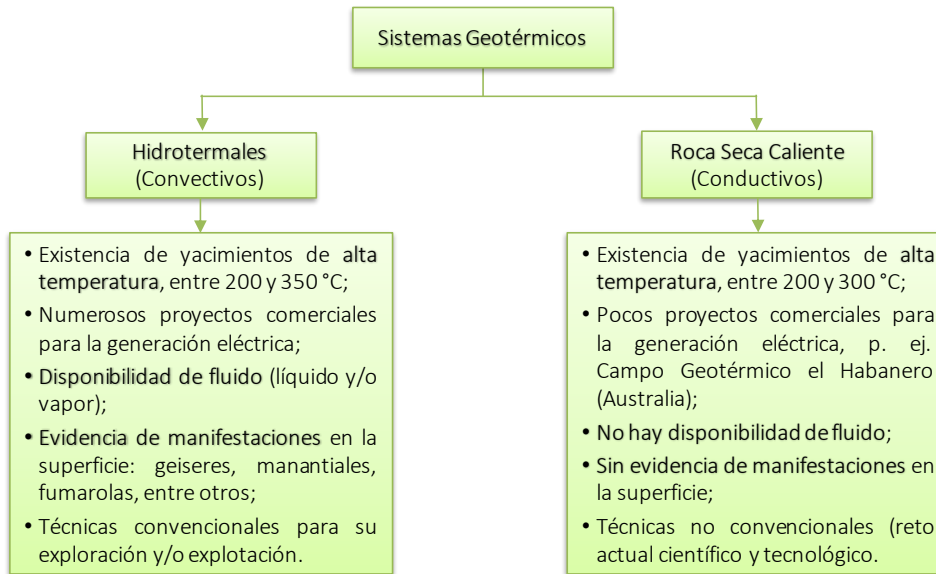 Sistemas Geotérmicos
Hidrotermales
(Convectivos)
• Existencia de yacimientos de alta
temperatura, entre 200 y 350 °C;
• Numerosos proyectos comerciales
para la generación eléctrica;
• Disponibilidad de fluido (líquido y/o
vapor);
• Evidencia de manifestaciones en la
superficie: geiseres, manantiales,
fumarolas, entre otros;
• Técnicas convencionales para su
exploración y/o explotación.
Roca Seca Caliente
(Conductivos)
• Existencia de yacimientos de alta
temperatura, entre 200 y 300 °C;
• Pocos proyectos comerciales para
la generación eléctrica, p. ej.
Campo Geotérmico el Habanero
(Australia);
• No hay disponibilidad de fluido;
• Sin evidencia de manifestaciones en
la superficie;
• Técnicas no convencionales (reto
actual científico y tecnológico.